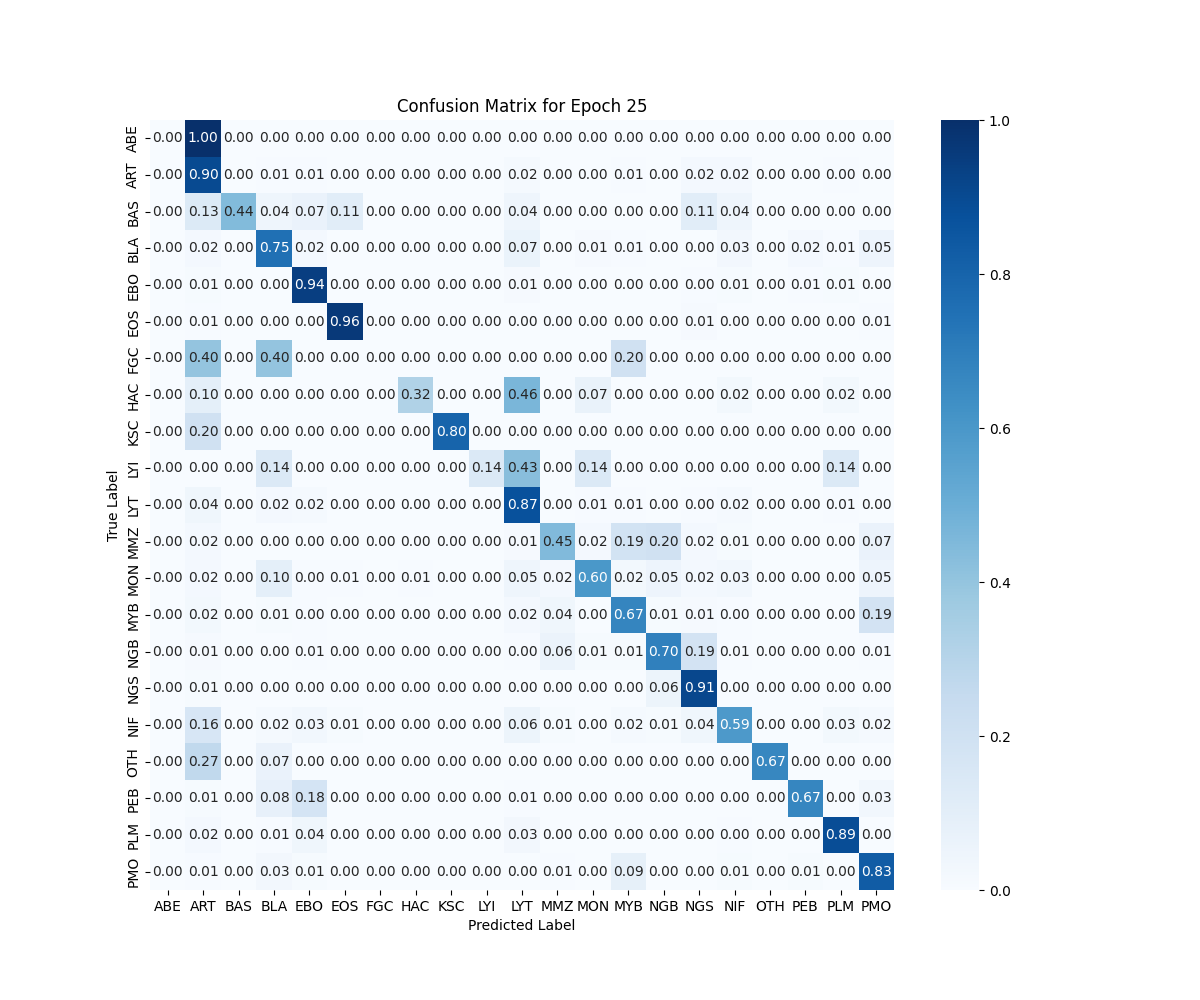 Confusion Matrix for Epoch 25
ABE 0.00 1.00 0.00 0.00 0.00 0.00 0.00 0.00 0.00 0.00 0.00 0.00 0.00 0.00 0.00 0.00 0.00 0.00 0.00 0.00 0.00
ART 0.00 0.90 0.00 0.01 0.01 0.00 0.00 0.00 0.00 0.00 0.02 0.00 0.00 0.01 0.00 0.02 0.02 0.00 0.00 0.00 0.00
BAS 0.00 0.13 0.44 0.04 0.07 0.11 0.00 0.00 0.00 0.00 0.04 0.00 0.00 0.00 0.00 0.11 0.04 0.00 0.00 0.00 0.00
BLA 0.00 0.02 0.00 0.75 0.02 0.00 0.00 0.00 0.00 0.00 0.07 0.00 0.01 0.01 0.00 0.00 0.03 0.00 0.02 0.01 0.05
EBO 0.00 0.01 0.00 0.00 0.94 0.00 0.00 0.00 0.00 0.00 0.01 0.00 0.00 0.00 0.00 0.00 0.01 0.00 0.01 0.01 0.00
EOS 0.00 0.01 0.00 0.00 0.00 0.96 0.00 0.00 0.00 0.00 0.00 0.00 0.00 0.00 0.00 0.01 0.00 0.00 0.00 0.00 0.01
FGC 0.00 0.40 0.00 0.40 0.00 0.00 0.00 0.00 0.00 0.00 0.00 0.00 0.00 0.20 0.00 0.00 0.00 0.00 0.00 0.00 0.00
HAC 0.00 0.10 0.00 0.00 0.00 0.00 0.00 0.32 0.00 0.00 0.46 0.00 0.07 0.00 0.00 0.00 0.02 0.00 0.00 0.02 0.00
KSC 0.00 0.20 0.00 0.00 0.00 0.00 0.00 0.00 0.80 0.00 0.00 0.00 0.00 0.00 0.00 0.00 0.00 0.00 0.00 0.00 0.00
LYI 0.00 0.00 0.00 0.14 0.00 0.00 0.00 0.00 0.00 0.14 0.43 0.00 0.14 0.00 0.00 0.00 0.00 0.00 0.00 0.14 0.00
LYT 0.00 0.04 0.00 0.02 0.02 0.00 0.00 0.00 0.00 0.00 0.87 0.00 0.01 0.01 0.00 0.00 0.02 0.00 0.00 0.01 0.00
MMZ 0.00 0.02 0.00 0.00 0.00 0.00 0.00 0.00 0.00 0.00 0.01 0.45 0.02 0.19 0.20 0.02 0.01 0.00 0.00 0.00 0.07
MON 0.00 0.02 0.00 0.10 0.00 0.01 0.00 0.01 0.00 0.00 0.05 0.02 0.60 0.02 0.05 0.02 0.03 0.00 0.00 0.00 0.05
MYB 0.00 0.02 0.00 0.01 0.00 0.00 0.00 0.00 0.00 0.00 0.02 0.04 0.00 0.67 0.01 0.01 0.00 0.00 0.00 0.00 0.19
NGB 0.00 0.01 0.00 0.00 0.01 0.00 0.00 0.00 0.00 0.00 0.00 0.06 0.01 0.01 0.70 0.19 0.01 0.00 0.00 0.00 0.01
NGS 0.00 0.01 0.00 0.00 0.00 0.00 0.00 0.00 0.00 0.00 0.00 0.00 0.00 0.00 0.06 0.91 0.00 0.00 0.00 0.00 0.00
NIF 0.00 0.16 0.00 0.02 0.03 0.01 0.00 0.00 0.00 0.00 0.06 0.01 0.00 0.02 0.01 0.04 0.59 0.00 0.00 0.03 0.02
OTH 0.00 0.27 0.00 0.07 0.00 0.00 0.00 0.00 0.00 0.00 0.00 0.00 0.00 0.00 0.00 0.00 0.00 0.67 0.00 0.00 0.00
PEB 0.00 0.01 0.00 0.08 0.18 0.00 0.00 0.00 0.00 0.00 0.01 0.00 0.00 0.00 0.00 0.00 0.00 0.00 0.67 0.00 0.03
PLM 0.00 0.02 0.00 0.01 0.04 0.00 0.00 0.00 0.00 0.00 0.03 0.00 0.00 0.00 0.00 0.00 0.00 0.00 0.00 0.89 0.00
PMO 0.00 0.01 0.00 0.03 0.01 0.00 0.00 0.00 0.00 0.00 0.00 0.01 0.00 0.09 0.00 0.00 0.01 0.00 0.01 0.00 0.83
ABE ART BAS BLA EBO EOS FGC HAC KSC LYI LYT MMZ MON MYB NGB NGS NIF OTH PEB PLM PMO
Predicted Label
True Label
1.0
0.8
0.6
0.4
0.2
0.0